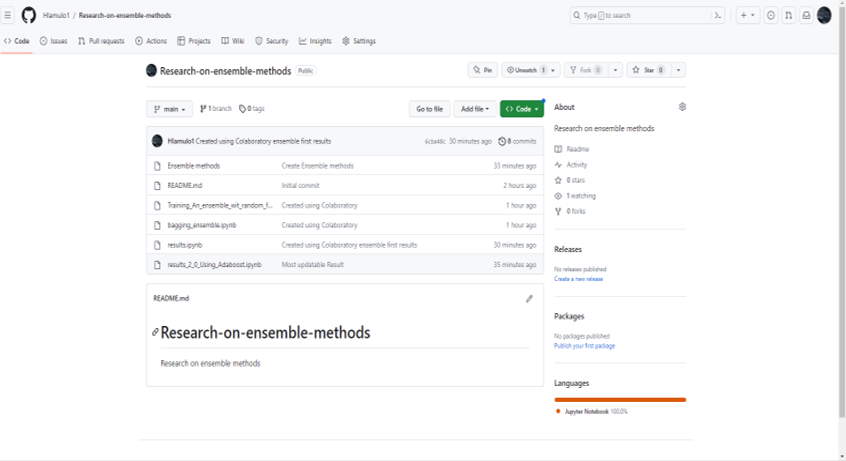 Hlamulo1 / Research-on-ensemble-methods
Type / to search
Code Issues Pull requests Actions Projects Wiki Security Insights Settings
Research-on-ensemble-methods Public
Pin Unwatch 1 Fork 0 Star 0
main 1 branch 0 tags Go to file Add file Code
Hlamulo1 Created using Colaboratory ensemble first results 30 minutes ago 8 commits
Ensemble methods Create Ensemble methods 33 minutes ago
README.md Initial commit 2 hours ago
Training_An_ensemble_wit_random_f... Created using Colaboratory 1 hour ago
bagging_ensemble.ipynb Created using Colaboratory 1 hour ago
results.ipynb Created using Colaboratory ensemble first results 30 minutes ago
results_2_0_Using_Adaboost.ipynb Most updatable Result 35 minutes ago
README.md
Research-on-ensemble-methods
Research on ensemble methods
About
Research on ensemble methods
Readme
Activity
0 stars
1 watching
0 forks
Releases
No releases published
Create a new release
Packages
No packages published
Publish your first package
Languages
Jupyter Notebook 100.0%